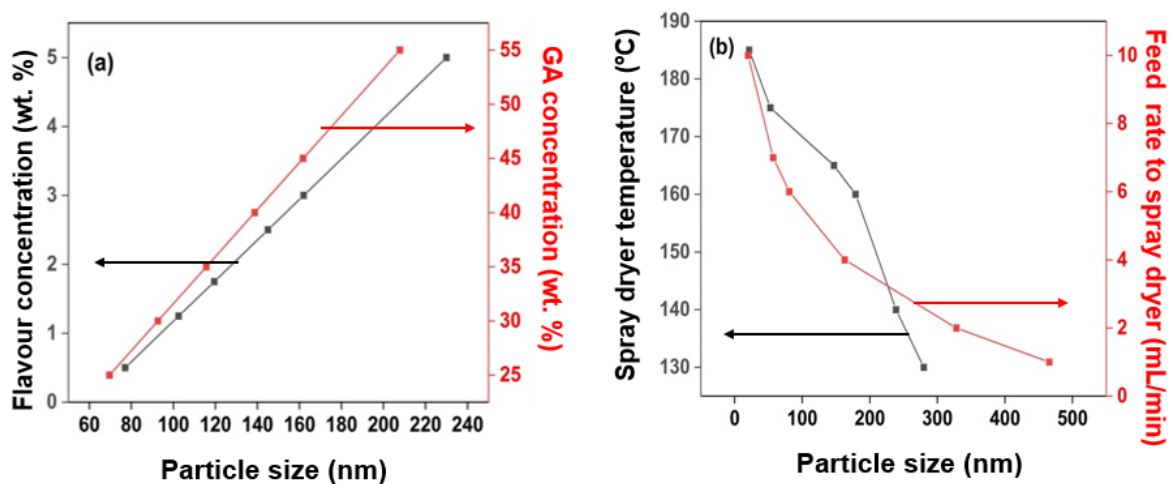 (a)
Flavour concentration (wt. %)
5
4
3
2
1
0
60 80 100 120 140 160 180 200 220 240
Particle size (nm)
55
50
45
40
35
30
25
GA concentration (wt. %)
(b)
Spray dryer temperature (ºC)
190
180
170
160
150
140
130
0 100 200 300 400 500
Particle size (nm)
10
8
6
4
2
0
Feed rate to spray dryer (mL/min)